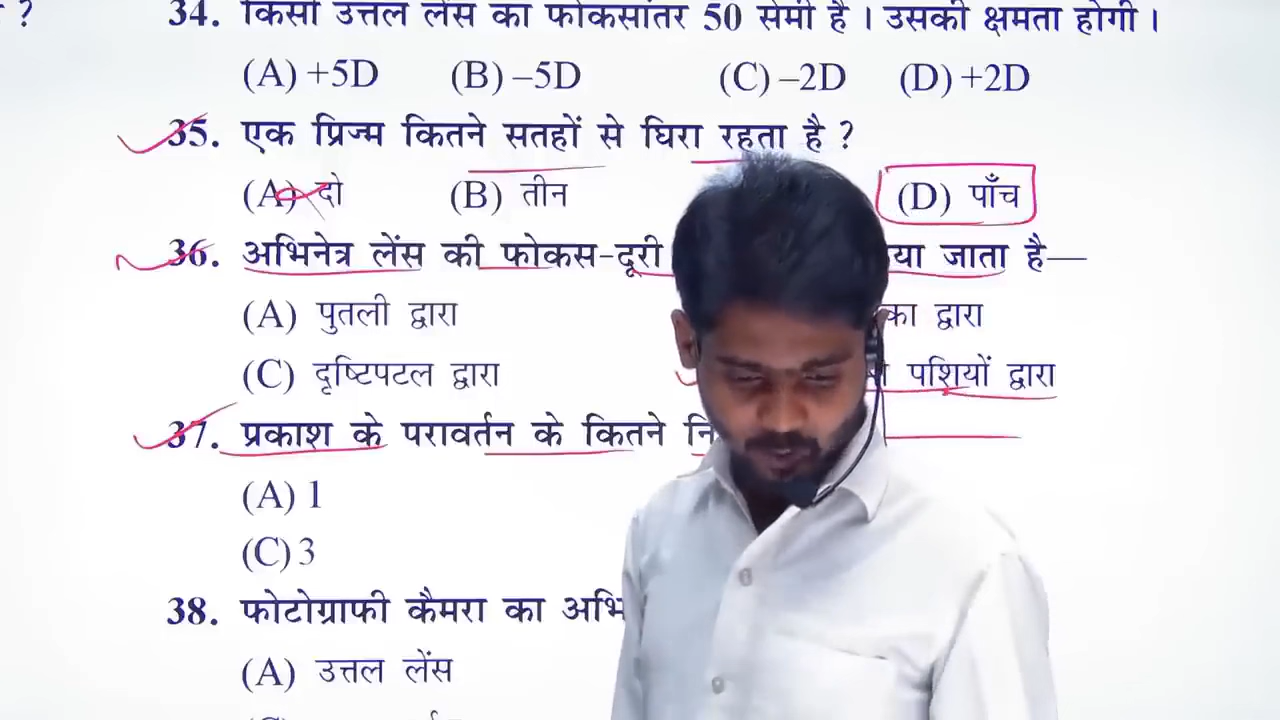 ?
34. किसी उत्तल लेंस का फोकसांतर 50 सेमी है । उसकी क्षमता होगी ।
(A) +5D (B) –5D (C) –2D (D) +2D
35. एक प्रिज्म कितने सतहों से घिरा रहता है ?
(A) दो (B) तीन (D) पाँच
36. अभिनेत्र लेंस की फोकस-दूरी जाता है—
(A) पुतली द्वारा द्वारा
(C) दृष्टिपटल द्वारा पशियों द्वारा
37. प्रकाश के परावर्तन के कितने
(A) 1
(C) 3
38. फोटोग्राफी कैमरा का
(A) उत्तल लेंस